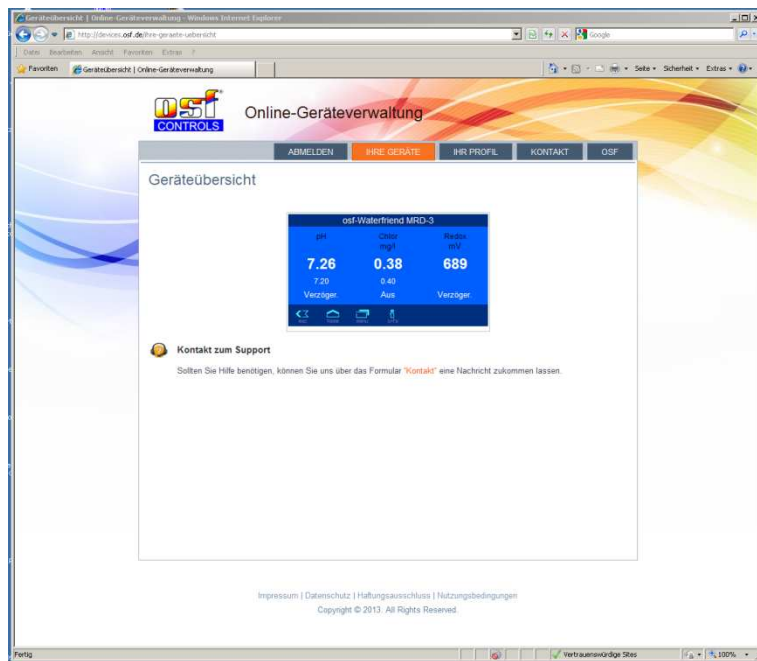 Geräteübersicht | Online-Geräteverwaltung - Windows Internet Explorer
http://devices.osf.de/ihre-geraete-uebersicht
Google
Datei Bearbeiten Ansicht Favoriten Extras ?
Favoriten Geräteübersicht | Online-Geräteverwaltung
Seite Sicherheit Extras
osf
CONTROLS
Online-Geräteverwaltung
ABMELDEN IHRE GERÄTE IHR PROFIL KONTAKT OSF
Geräteübersicht
osf-Waterfriend MRD-3
pH Chlor Redox
mg/l mV
7.26 0.38 689
7.20 0.40
Verzöger. Aus Verzöger.
Kontakt zum Support
Sollten Sie Hilfe benötigen, können Sie uns über das Formular "Kontakt" eine Nachricht zukommen lassen.
Impressum | Datenschutz | Haftungsausschluss | Nutzungsbedingungen
Copyright © 2013. All Rights Reserved.
Fertig Vertrauenswürdige Sites 100%